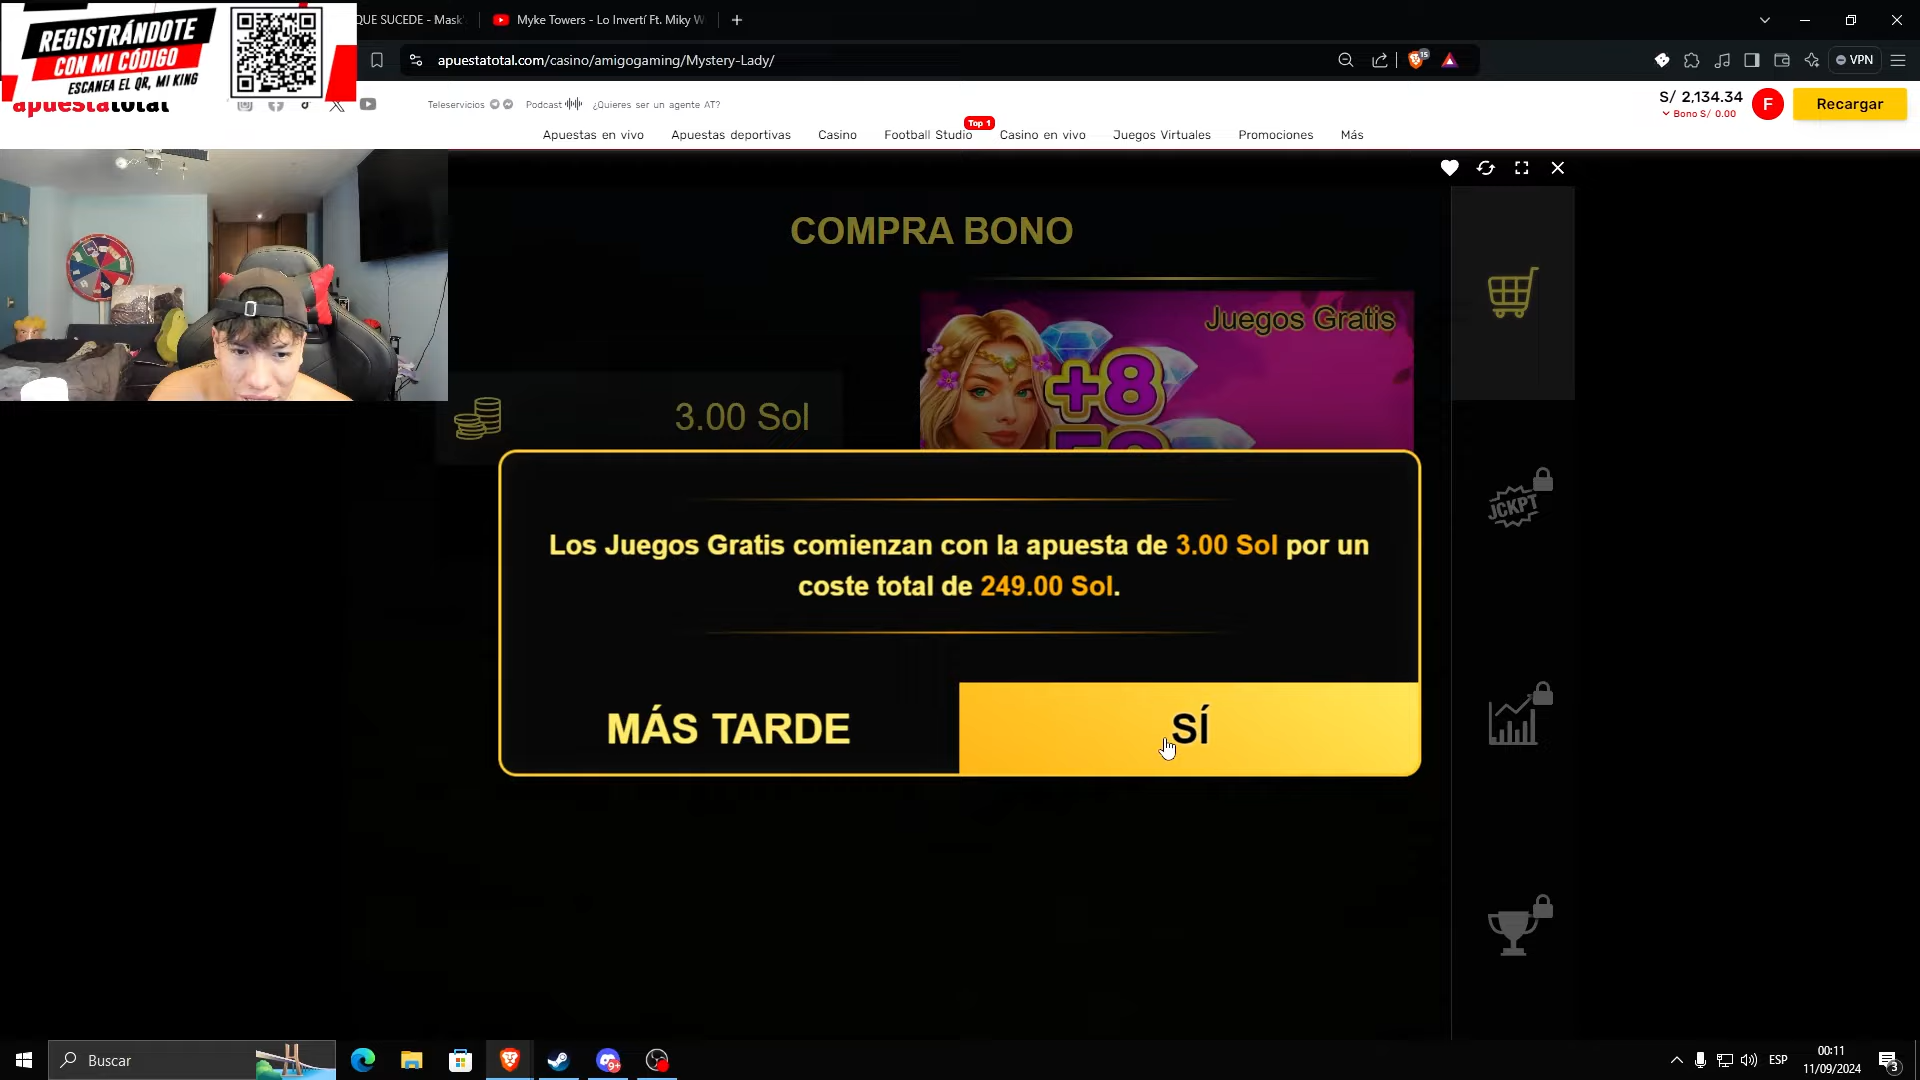 REGISTRÁNDOTE
CON MI CÓDIGO
ESCANEA EL QR, MI KING
QUE SUCEDE - Mask'
Myke Towers - Lo Invertí Ft. Miky W
apuestatotal.com/casino/amigogaming/Mystery-Lady/
15
VPN
apuestatotal
Teleservicios
Podcast
¿Quieres ser un agente AT?
S/ 2,134.34
Bono S/ 0.00
F
Recargar
Apuestas en vivo
Apuestas deportivas
Casino
Football Studio
Top 1
Casino en vivo
Juegos Virtuales
Promociones
Más
COMPRA BONO
Juegos Gratis
+8
3.00 Sol
JCKPT
Los Juegos Gratis comienzan con la apuesta de 3.00 Sol por un
coste total de 249.00 Sol.
MÁS TARDE
SÍ
Buscar
9+
ESP
00:11
11/09/2024
3